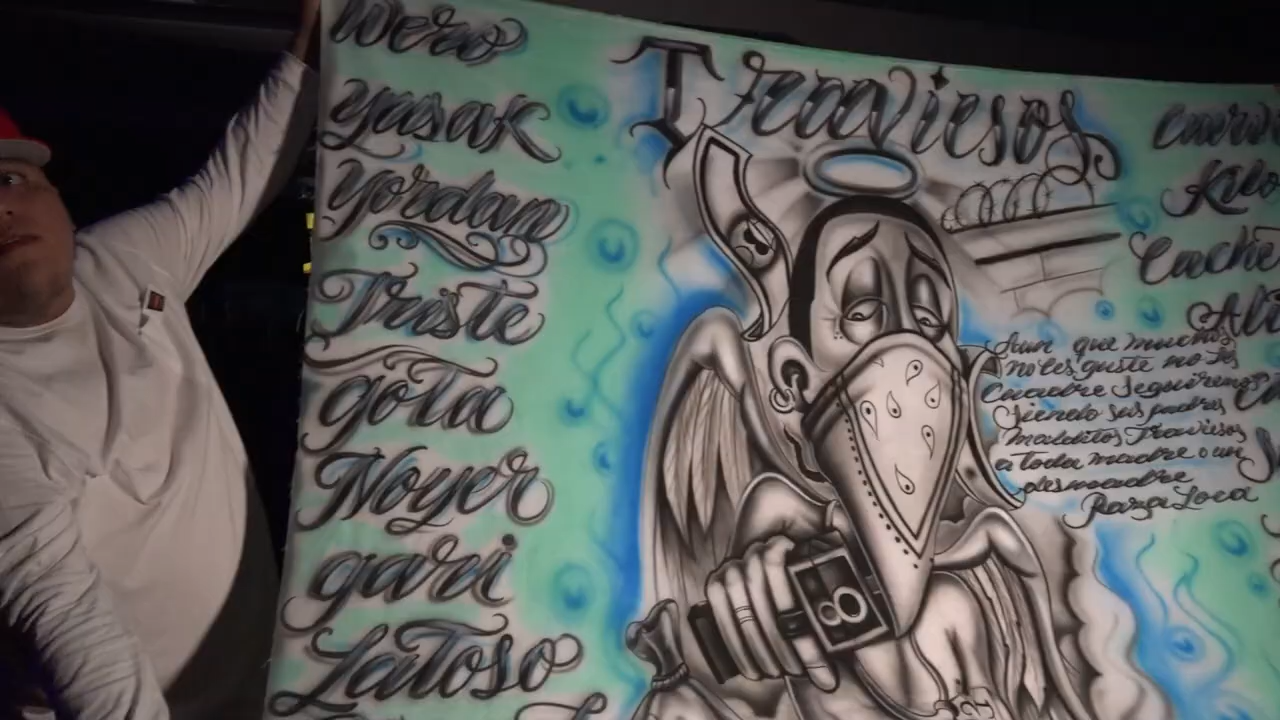 Traviesos
Wero
yasak
Yordan
Triste
gota
Noyer
gari
Latoso
Kilo
aun que muchos
no les guste no les
Cuadre Seguiremos
Siendo sus padres
malditos Traviesos
a toda madre o un
desmadre
Raza Loca